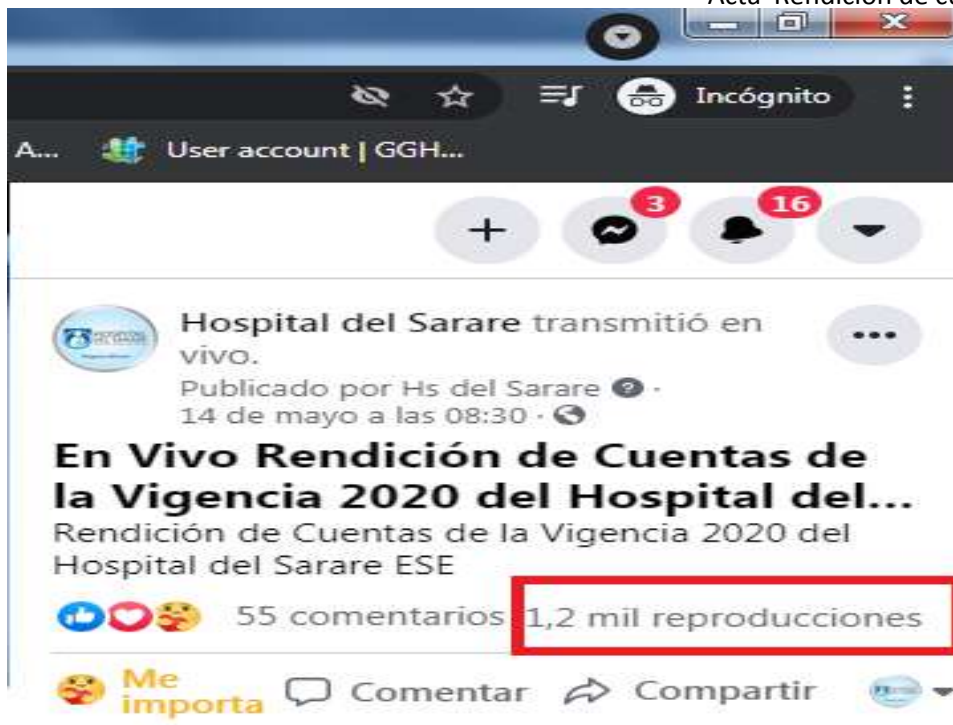 Incógnito
A... User account | GGH...
3 16
Hospital del Sarare transmitió en
vivo.
Publicado por Hs del Sarare ·
14 de mayo a las 08:30 ·
En Vivo Rendición de Cuentas de
la Vigencia 2020 del Hospital del...
Rendición de Cuentas de la Vigencia 2020 del
Hospital del Sarare ESE
55 comentarios 1,2 mil reproducciones
Me
importa Comentar Compartir